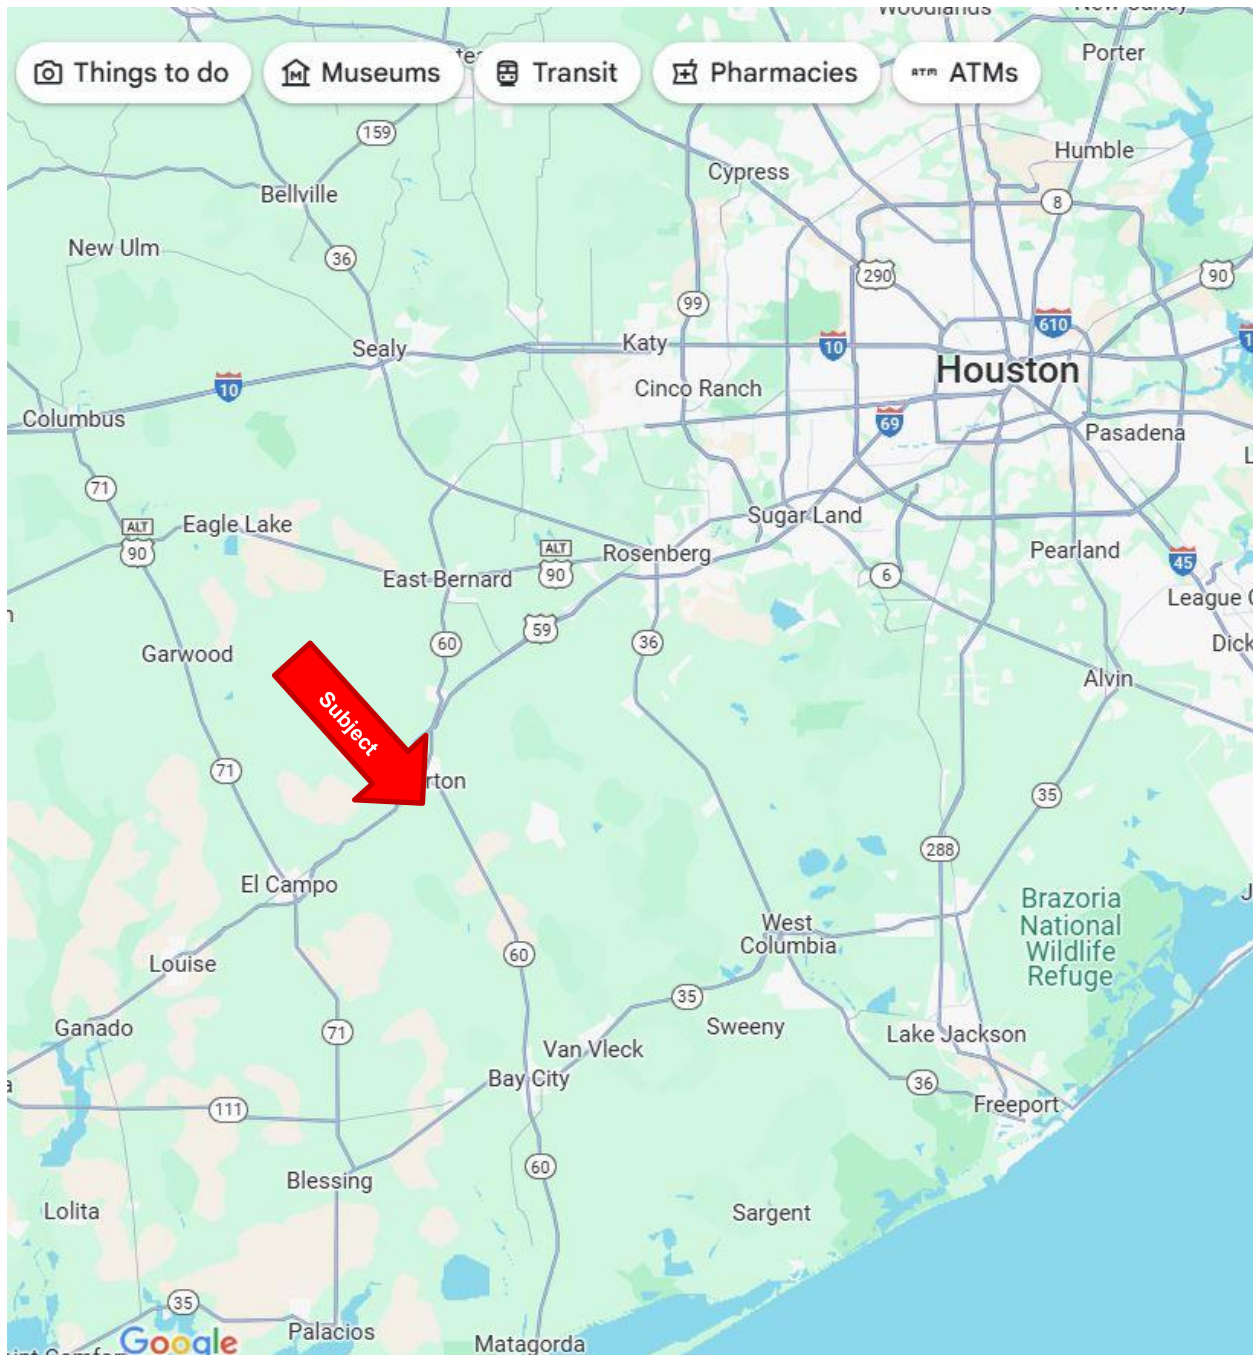 Woodlands
New Caney
Things to do
Museums
Transit
Pharmacies
ATM ATMs
Porter
159
Humble
Cypress
Bellville
8
New Ulm
36
290
90
99
610
Sealy
Katy
10
Houston
10
Cinco Ranch
Columbus
69
Pasadena
71
Sugar Land
ALT
90
Eagle Lake
ALT
90
Rosenberg
Pearland
45
East Bernard
6
League C
59
60
36
Garwood
Dick
Alvin
Subject
71
rton
35
288
El Campo
Brazoria
National
Wildlife
Refuge
West
Columbia
60
Louise
35
Sweeny
Ganado
71
Van Vleck
Lake Jackson
Bay City
36
Freeport
111
60
Blessing
Lolita
Sargent
35
Google
Palacios
Matagorda